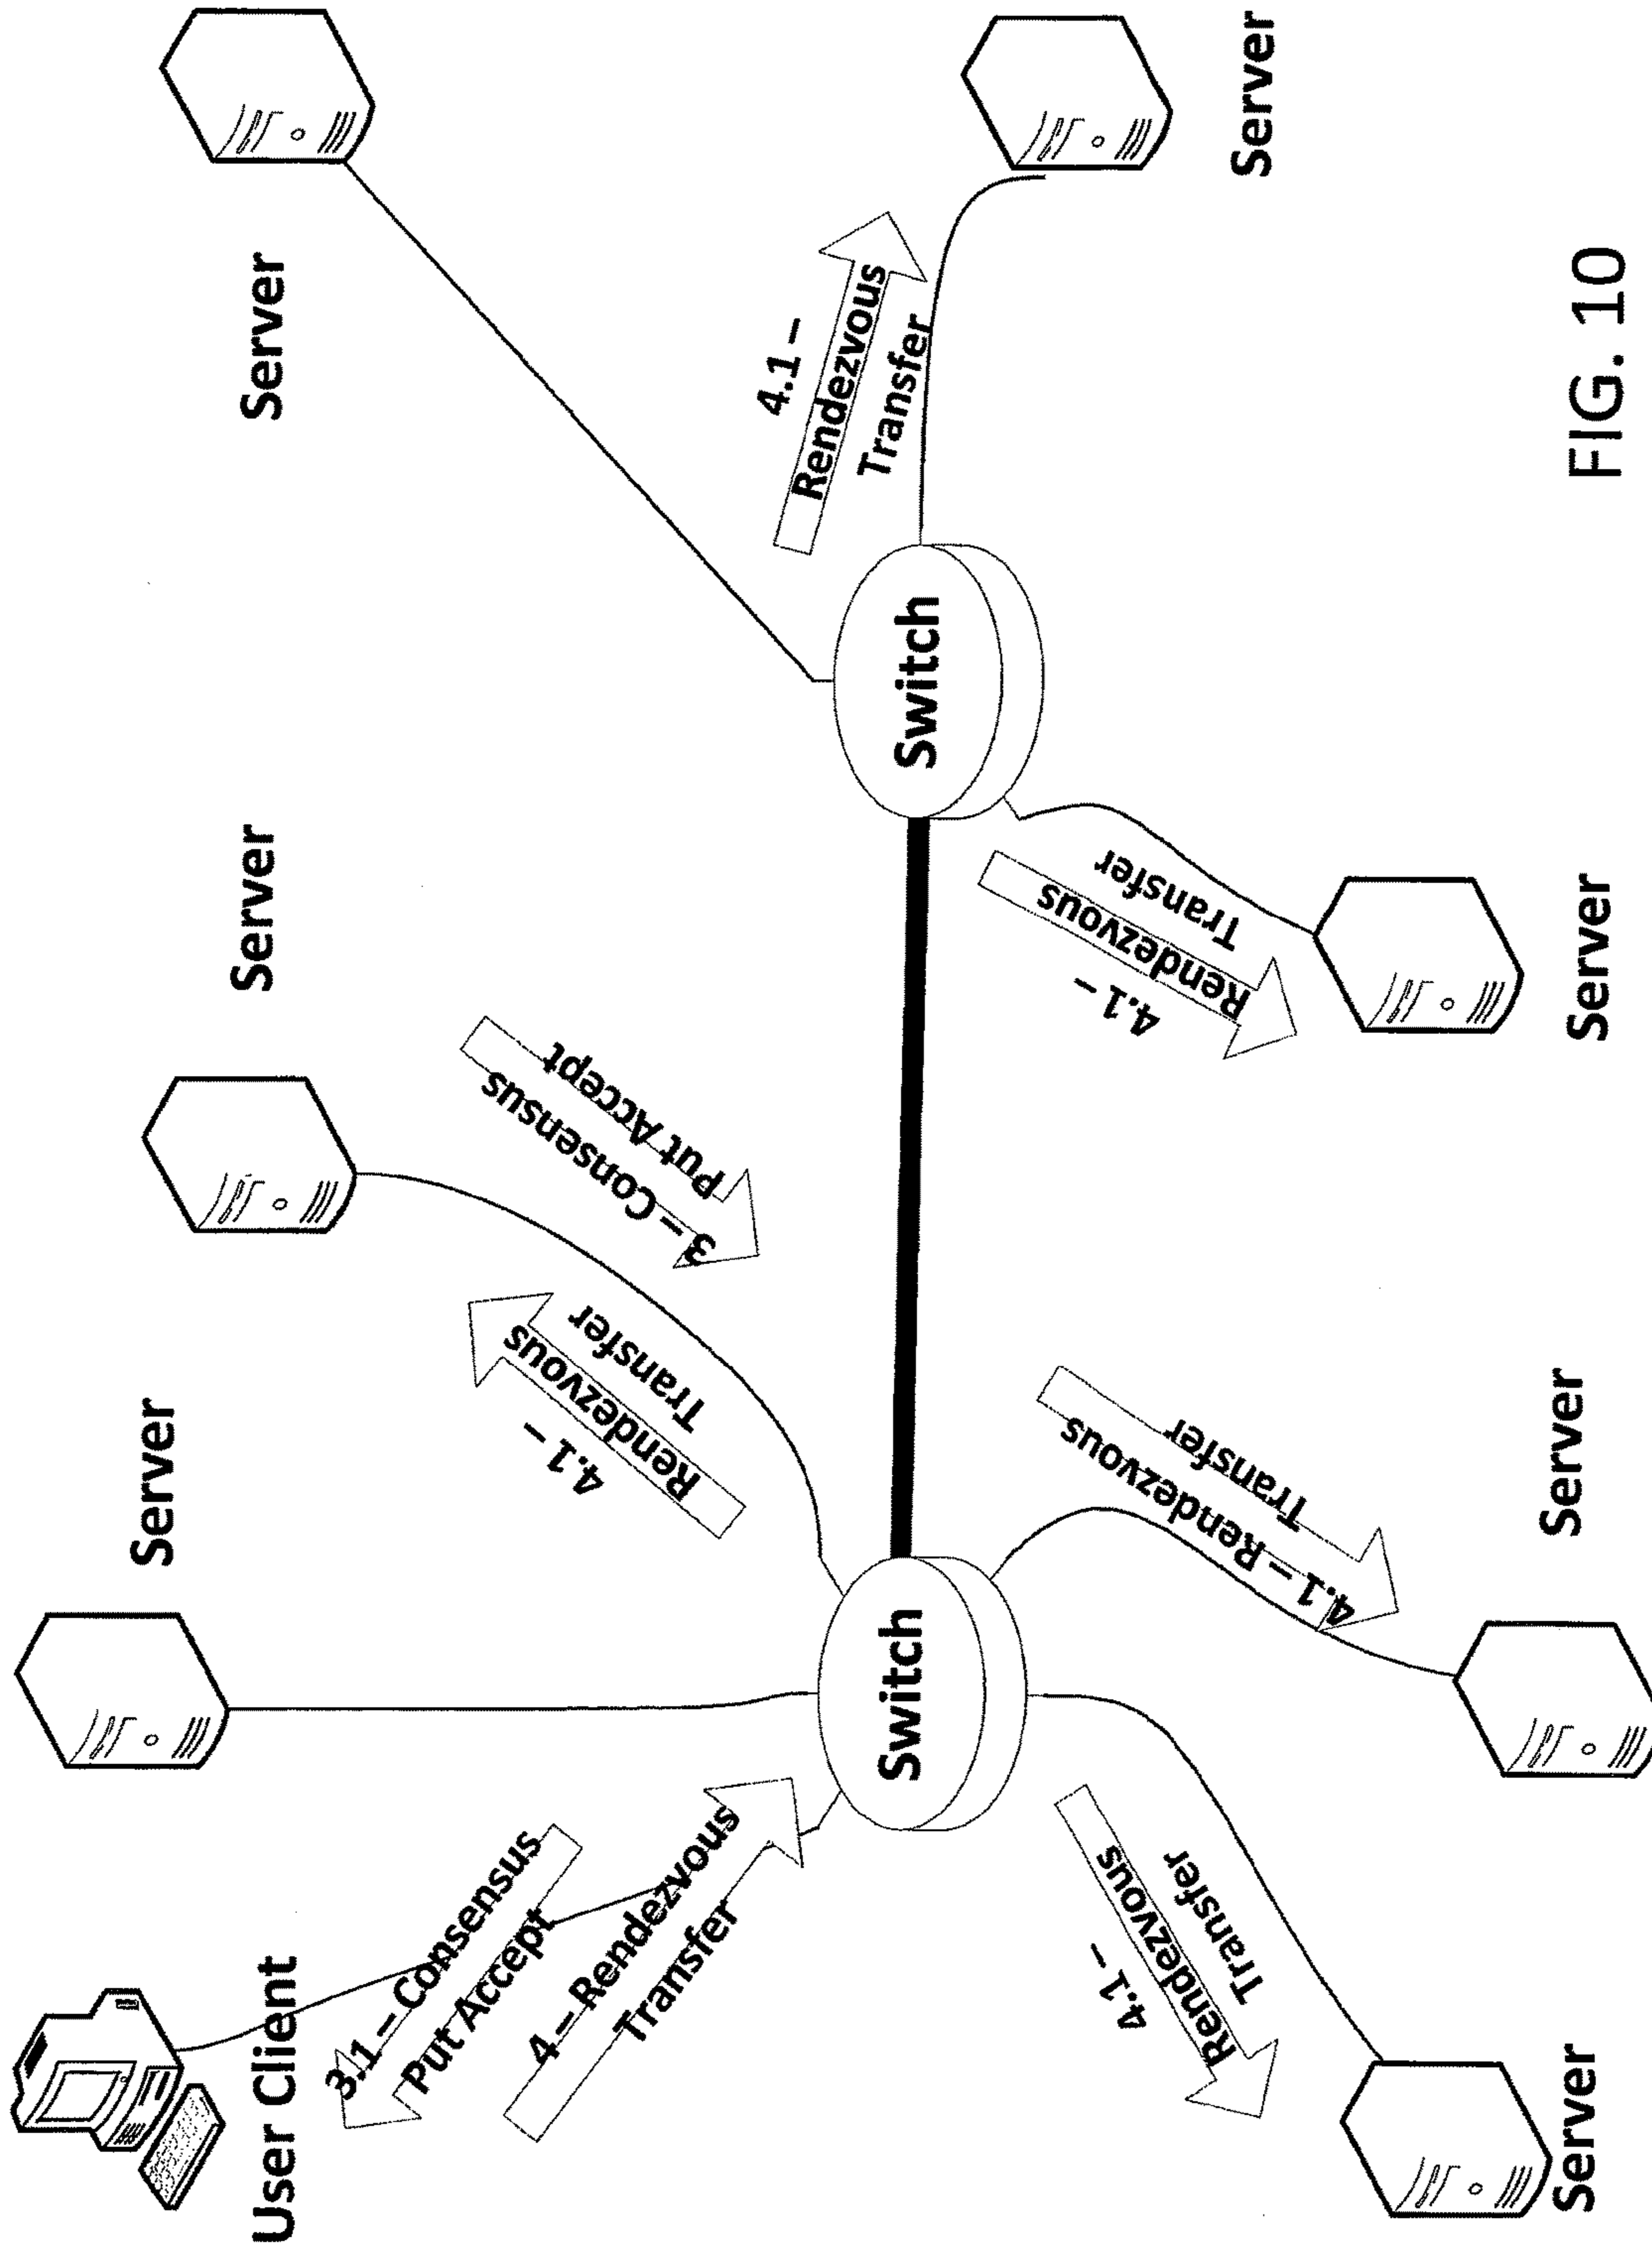 User Client
Server
Server
Server
3.1 – Consensus
Put Accept
4 – Rendezvous
Transfer
4.1 –
Rendezvous
Transfer
3 – Consensus
Put Acccept
4.1 –
Rendezvous
Transfer
Switch
Switch
4.1 –
Rendezvous
Transfer
4.1 – Rendezvous
Transfer
4.1 –
Rendezvous
Transfer
Server
Server
Server
Server
FIG. 10